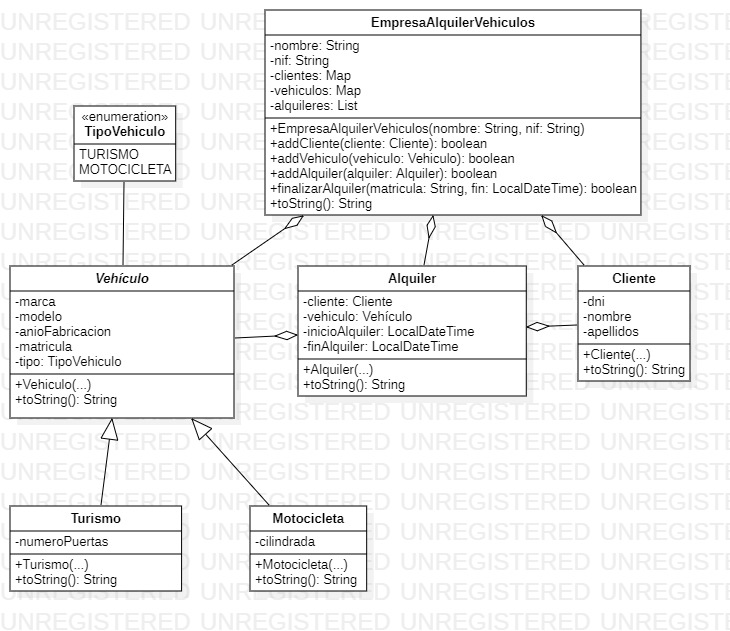 EmpresaAlquilerVehiculos
-nombre: String
-nif: String
-clientes: Map
-vehiculos: Map
-alquileres: List
+EmpresaAlquilerVehiculos(nombre: String, nif: String)
+addCliente(cliente: Cliente): boolean
+addVehiculo(vehiculo: Vehiculo): boolean
+addAlquiler(alquiler: Alquiler): boolean
+finalizarAlquiler(matricula: String, fin: LocalDateTime): boolean
+toString(): String
«enumeration»
TipoVehiculo
TURISMO
MOTOCICLETA
Vehículo
-marca
-modelo
-anioFabricacion
-matricula
-tipo: TipoVehiculo
+Vehiculo(...)
+toString(): String
Alquiler
-cliente: Cliente
-vehiculo: Vehículo
-inicioAlquiler: LocalDateTime
-finAlquiler: LocalDateTime
+Alquiler(...)
+toString(): String
Cliente
-dni
-nombre
-apellidos
+Cliente(...)
+toString(): String
Turismo
-numeroPuertas
+Turismo(...)
+toString(): String
Motocicleta
-cilindrada
+Motocicleta(...)
+toString(): String
UNREGISTERED